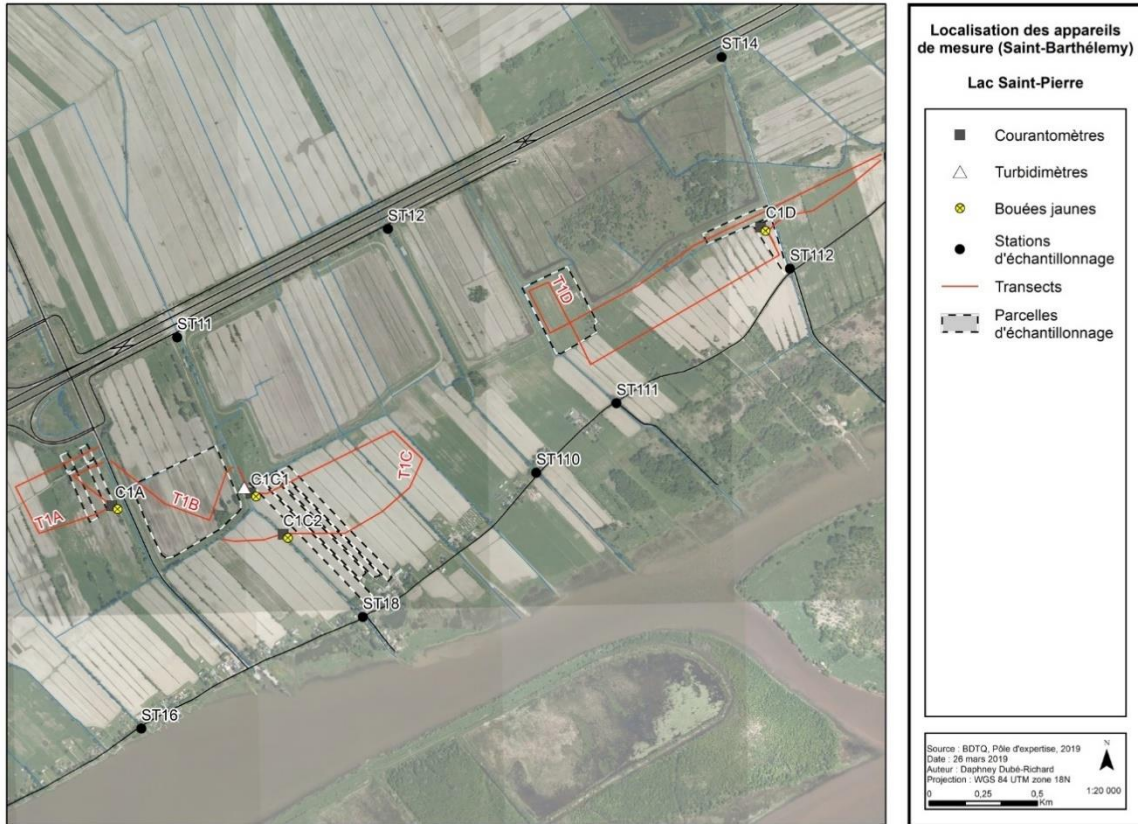 ST14
ST12
ST11
C1D
ST112
T1D
ST111
ST110
T1C
C1C1
C1A
T1B
T1A
C1C2
ST18
ST16
Localisation des appareils
de mesure (Saint-Barthélemy)
Lac Saint-Pierre
Courantomètres
Turbidimètres
Bouées jaunes
Stations
d'échantillonnage
Transects
Parcelles
d'échantillonnage
Source : BDTQ, Pôle d'expertise, 2019
Date : 26 mars 2019
Auteur : Daphney Dubé-Richard
Projection : WGS 84 UTM zone 18N
N
0 0,25 0,5
Km
1:20 000